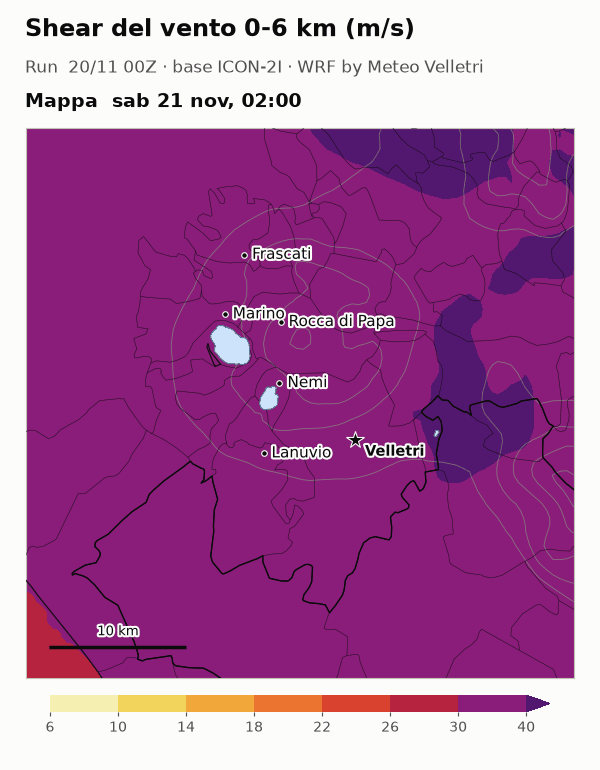 Shear del vento 0-6 km (m/s)
Run  20/11 00Z · base ICON-2I · WRF by Meteo Velletri
Mappa  sab 21 nov, 02:00
Frascati
Marino
Rocca di Papa
Nemi
Velletri
Lanuvio
10 km
6 10 14 18 22 26 30 40